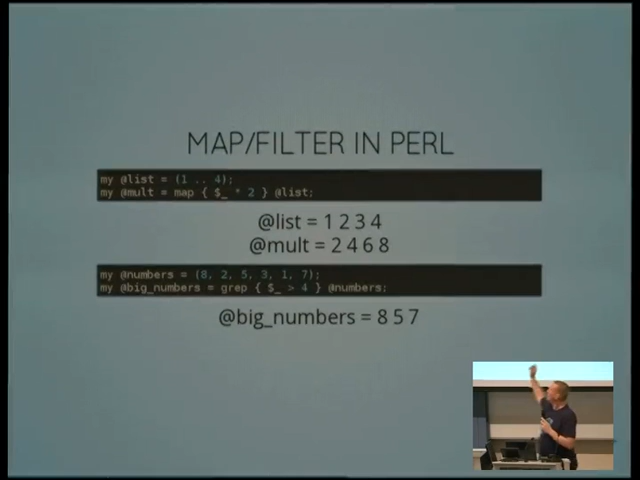 MAP/FILTER IN PERL
my @list = (1 .. 4);
my @mult = map { $_ * 2 } @list;
@list = 1 2 3 4
@mult = 2 4 6 8
my @numbers = (8, 2, 5, 3, 1, 7);
my @big_numbers = grep { $_ > 4 } @numbers;
@big_numbers = 8 5 7